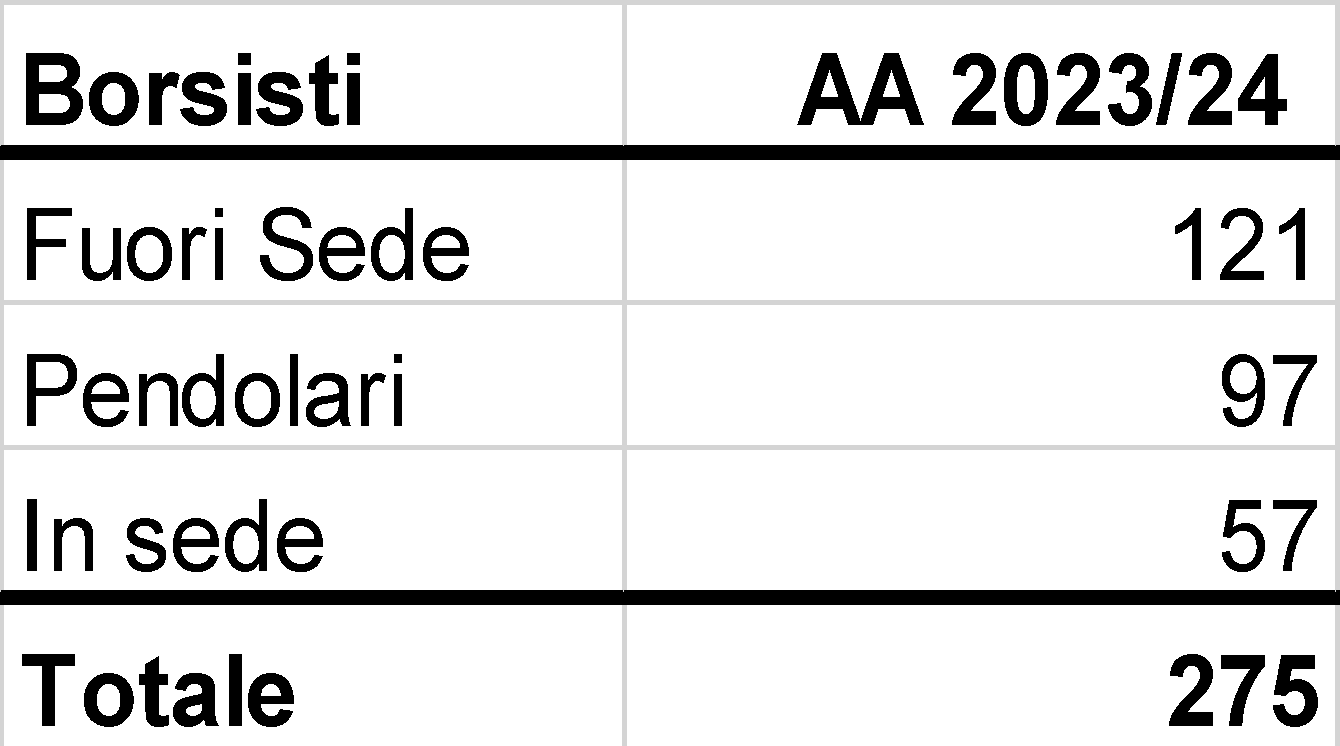 Borsisti AA 2023/24
Fuori Sede 121
Pendolari 97
In sede 57
Totale 275